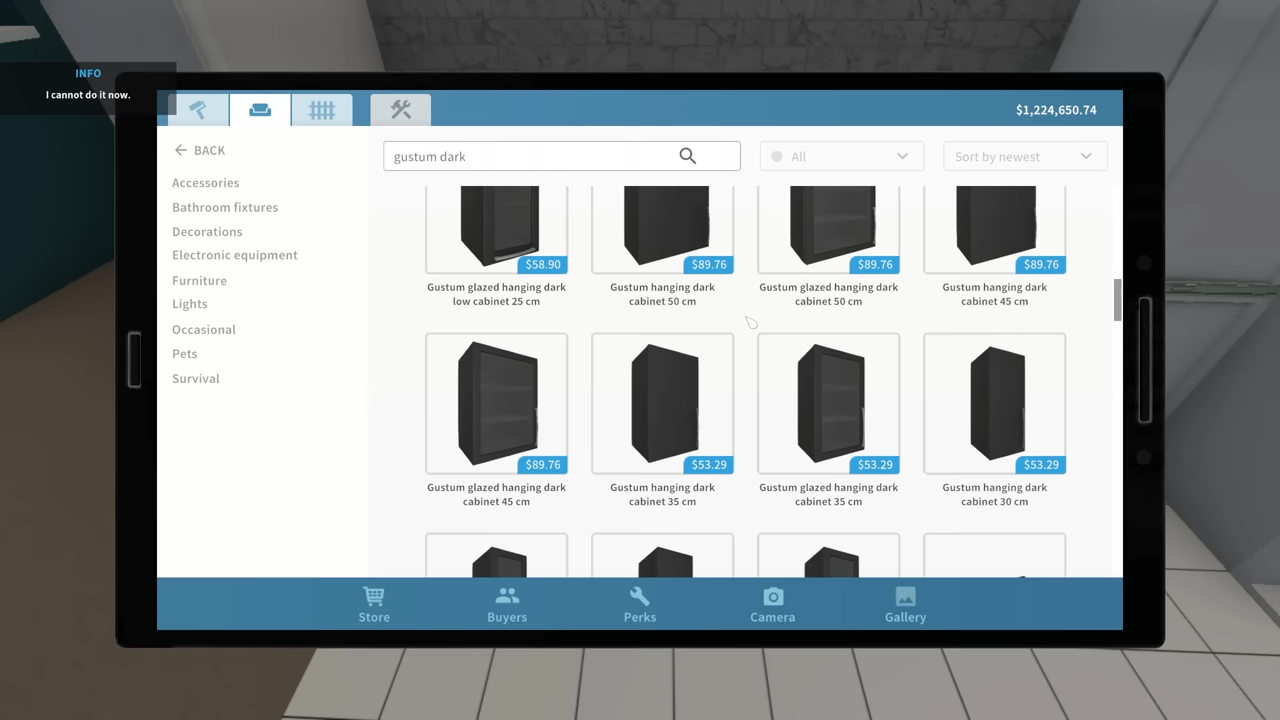 INFO
I cannot do it now.
$1,224,650.74
BACK
gustum dark
All
Sort by newest
Accessories
Bathroom fixtures
Decorations
Electronic equipment
Furniture
Lights
Occasional
Pets
Survival
$58.90
$89.76
$89.76
$89.76
Gustum glazed hanging dark
low cabinet 25 cm
Gustum hanging dark
cabinet 50 cm
Gustum glazed hanging dark
cabinet 50 cm
Gustum hanging dark
cabinet 45 cm
$89.76
$53.29
$53.29
$53.29
Gustum glazed hanging dark
cabinet 45 cm
Gustum hanging dark
cabinet 35 cm
Gustum glazed hanging dark
cabinet 35 cm
Gustum hanging dark
cabinet 30 cm
Store
Buyers
Perks
Camera
Gallery